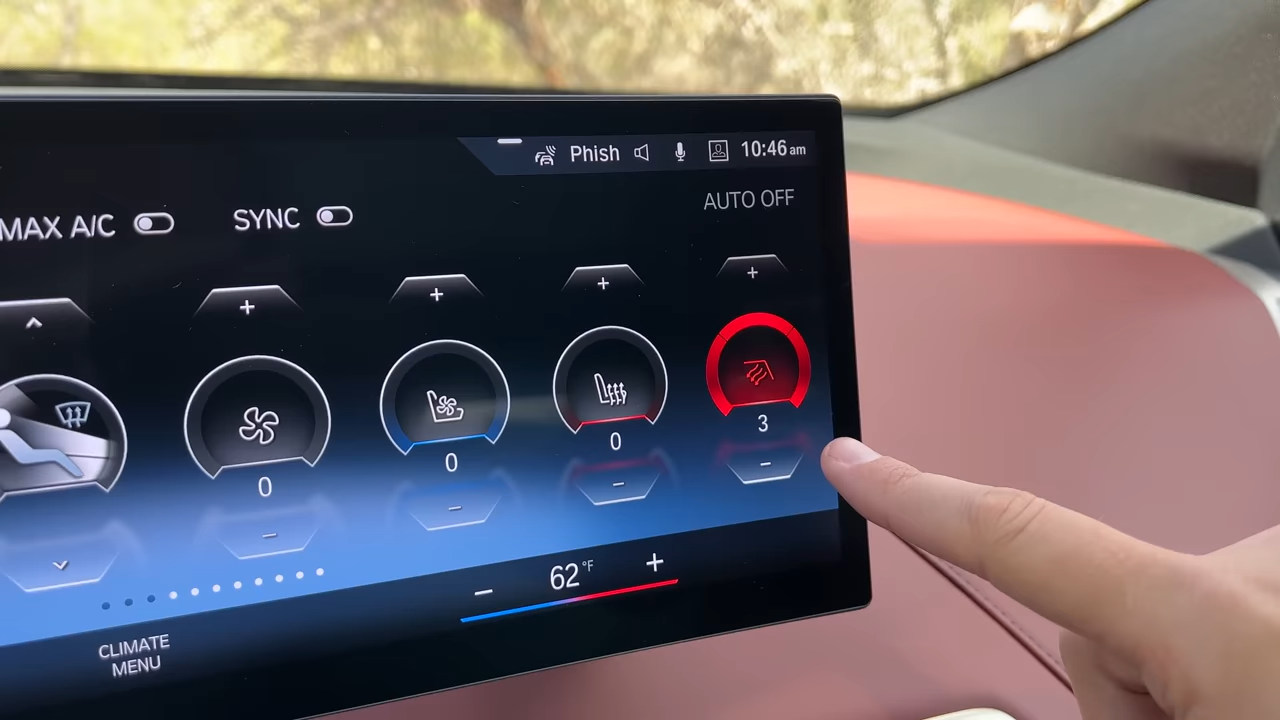 Phish 10:46 am
AUTO OFF
MAX A/C SYNC
+ + + +
0 0 0 3
− − − −
− 62°F +
CLIMATE
MENU